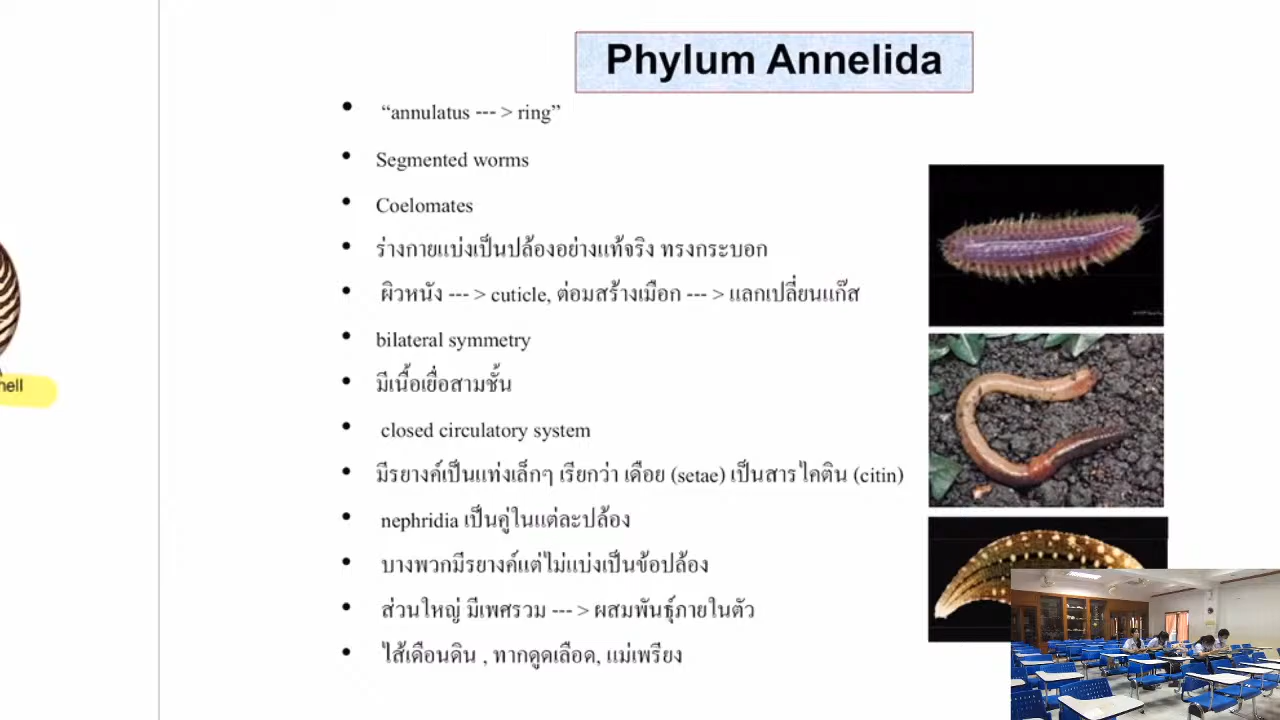 Phylum Annelida
“annulatus --- > ring”
Segmented worms
Coelomates
ร่างกายแบ่งเป็นปล้องอย่างแท้จริง ทรงกระบอก
ผิวหนัง --- > cuticle, ต่อมสร้างเมือก --- > แลกเปลี่ยนแก๊ส
bilateral symmetry
มีเนื้อเยื่อสามชั้น
closed circulatory system
มีรยางค์เป็นแท่งเล็กๆ เรียกว่า เดือย (setae) เป็นสารไคติน (citin)
nephridia เป็นคู่ในแต่ละปล้อง
บางพวกมีรยางค์แต่ไม่แบ่งเป็นข้อปล้อง
ส่วนใหญ่ มีเพศรวม --- > ผสมพันธุ์ภายในตัว
ไส้เดือนดิน , ทากดูดเลือด, แม่เพรียง
hell